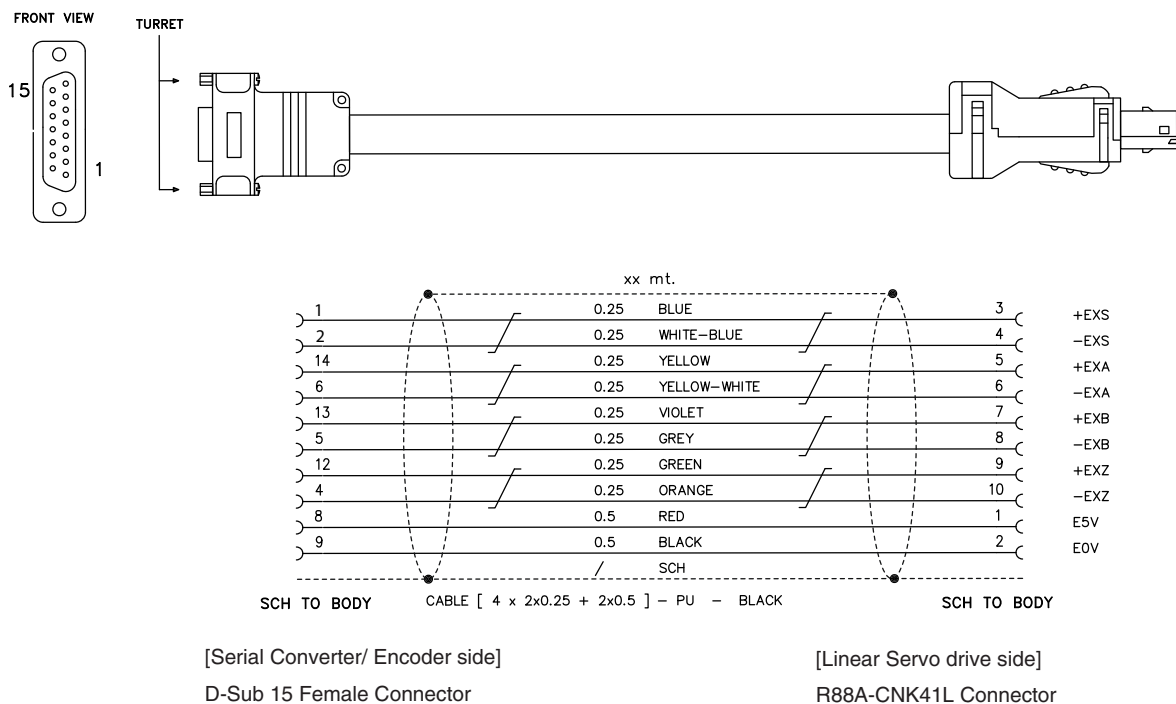 FRONT VIEW
TURRET
15
1
xx mt.
1 0.25 BLUE 3 +EXS
2 0.25 WHITE-BLUE 4 -EXS
14 0.25 YELLOW 5 +EXA
6 0.25 YELLOW-WHITE 6 -EXA
13 0.25 VIOLET 7 +EXB
5 0.25 GREY 8 -EXB
12 0.25 GREEN 9 +EXZ
4 0.25 ORANGE 10 -EXZ
8 0.5 RED 1 E5V
9 0.5 BLACK 2 E0V
/ SCH
SCH TO BODY CABLE [ 4 x 2x0.25 + 2x0.5 ] - PU - BLACK SCH TO BODY
[Serial Converter/ Encoder side] [Linear Servo drive side]
D-Sub 15 Female Connector R88A-CNK41L Connector